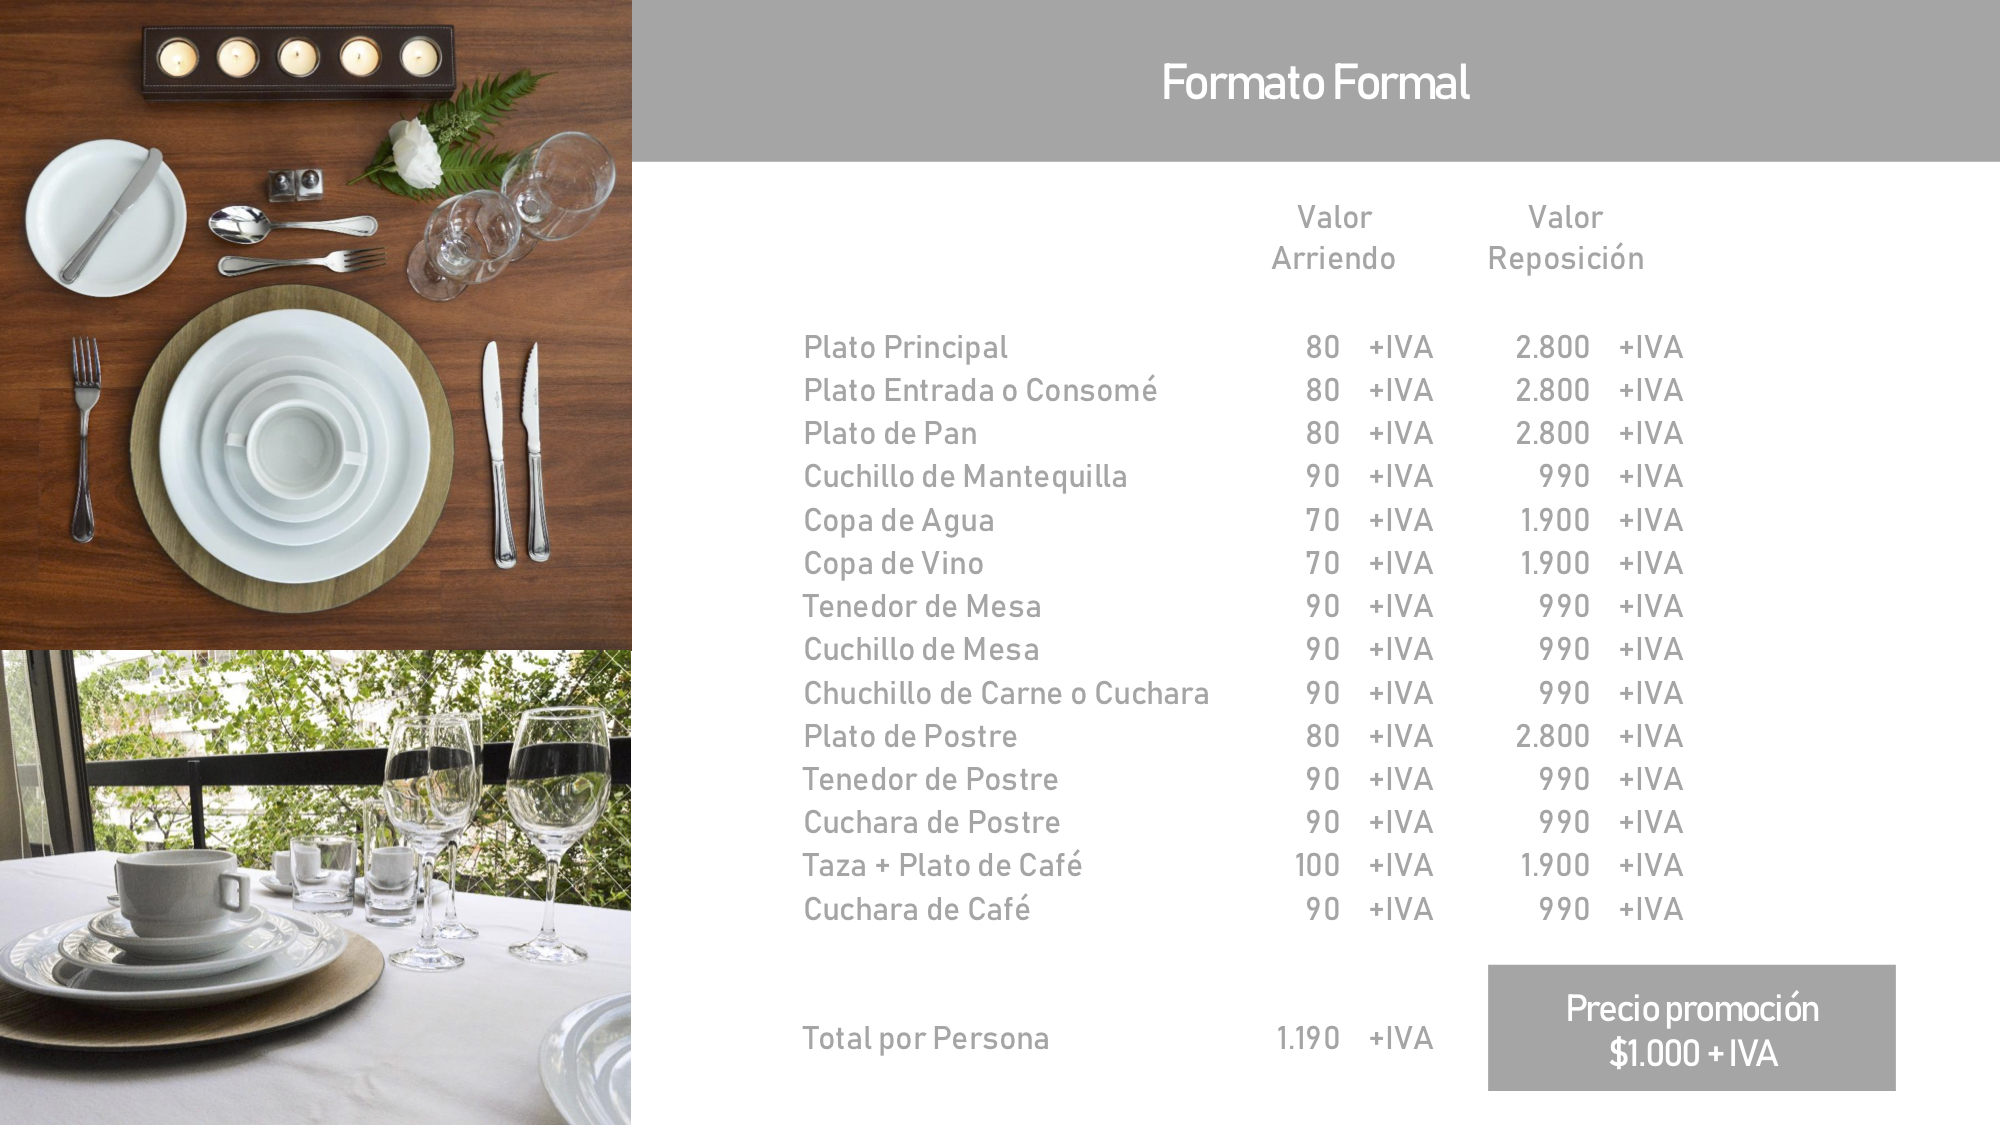 Formato Formal
Valor Arriendo Valor Reposición
Plato Principal 80 +IVA 2.800 +IVA
Plato Entrada o Consomé 80 +IVA 2.800 +IVA
Plato de Pan 80 +IVA 2.800 +IVA
Cuchillo de Mantequilla 90 +IVA 990 +IVA
Copa de Agua 70 +IVA 1.900 +IVA
Copa de Vino 70 +IVA 1.900 +IVA
Tenedor de Mesa 90 +IVA 990 +IVA
Cuchillo de Mesa 90 +IVA 990 +IVA
Chuchillo de Carne o Cuchara 90 +IVA 990 +IVA
Plato de Postre 80 +IVA 2.800 +IVA
Tenedor de Postre 90 +IVA 990 +IVA
Cuchara de Postre 90 +IVA 990 +IVA
Taza + Plato de Café 100 +IVA 1.900 +IVA
Cuchara de Café 90 +IVA 990 +IVA
Total por Persona 1.190 +IVA
Precio promoción
$1.000 + IVA